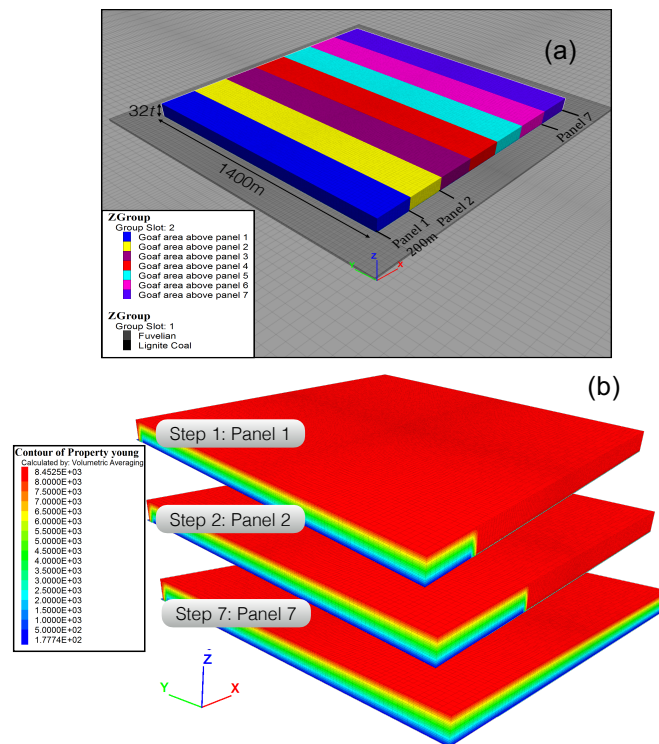 (a)
32t
1400m
Panel 1
200m
Panel 2
Panel 7
z
Y
X
ZGroup
Group Slot: 2
Goaf area above panel 1
Goaf area above panel 2
Goaf area above panel 3
Goaf area above panel 4
Goaf area above panel 5
Goaf area above panel 6
Goaf area above panel 7
ZGroup
Group Slot: 1
Fuvelian
Lignite Coal
(b)
Step 1: Panel 1
Step 2: Panel 2
Step 7: Panel 7
Contour of Property young
Calculated by: Volumetric Averaging
8.4525E+03
8.0000E+03
7.5000E+03
7.0000E+03
6.5000E+03
6.0000E+03
5.5000E+03
5.0000E+03
4.5000E+03
4.0000E+03
3.5000E+03
3.0000E+03
2.5000E+03
2.0000E+03
1.5000E+03
1.0000E+03
5.0000E+02
1.7774E+02
Z
Y
X